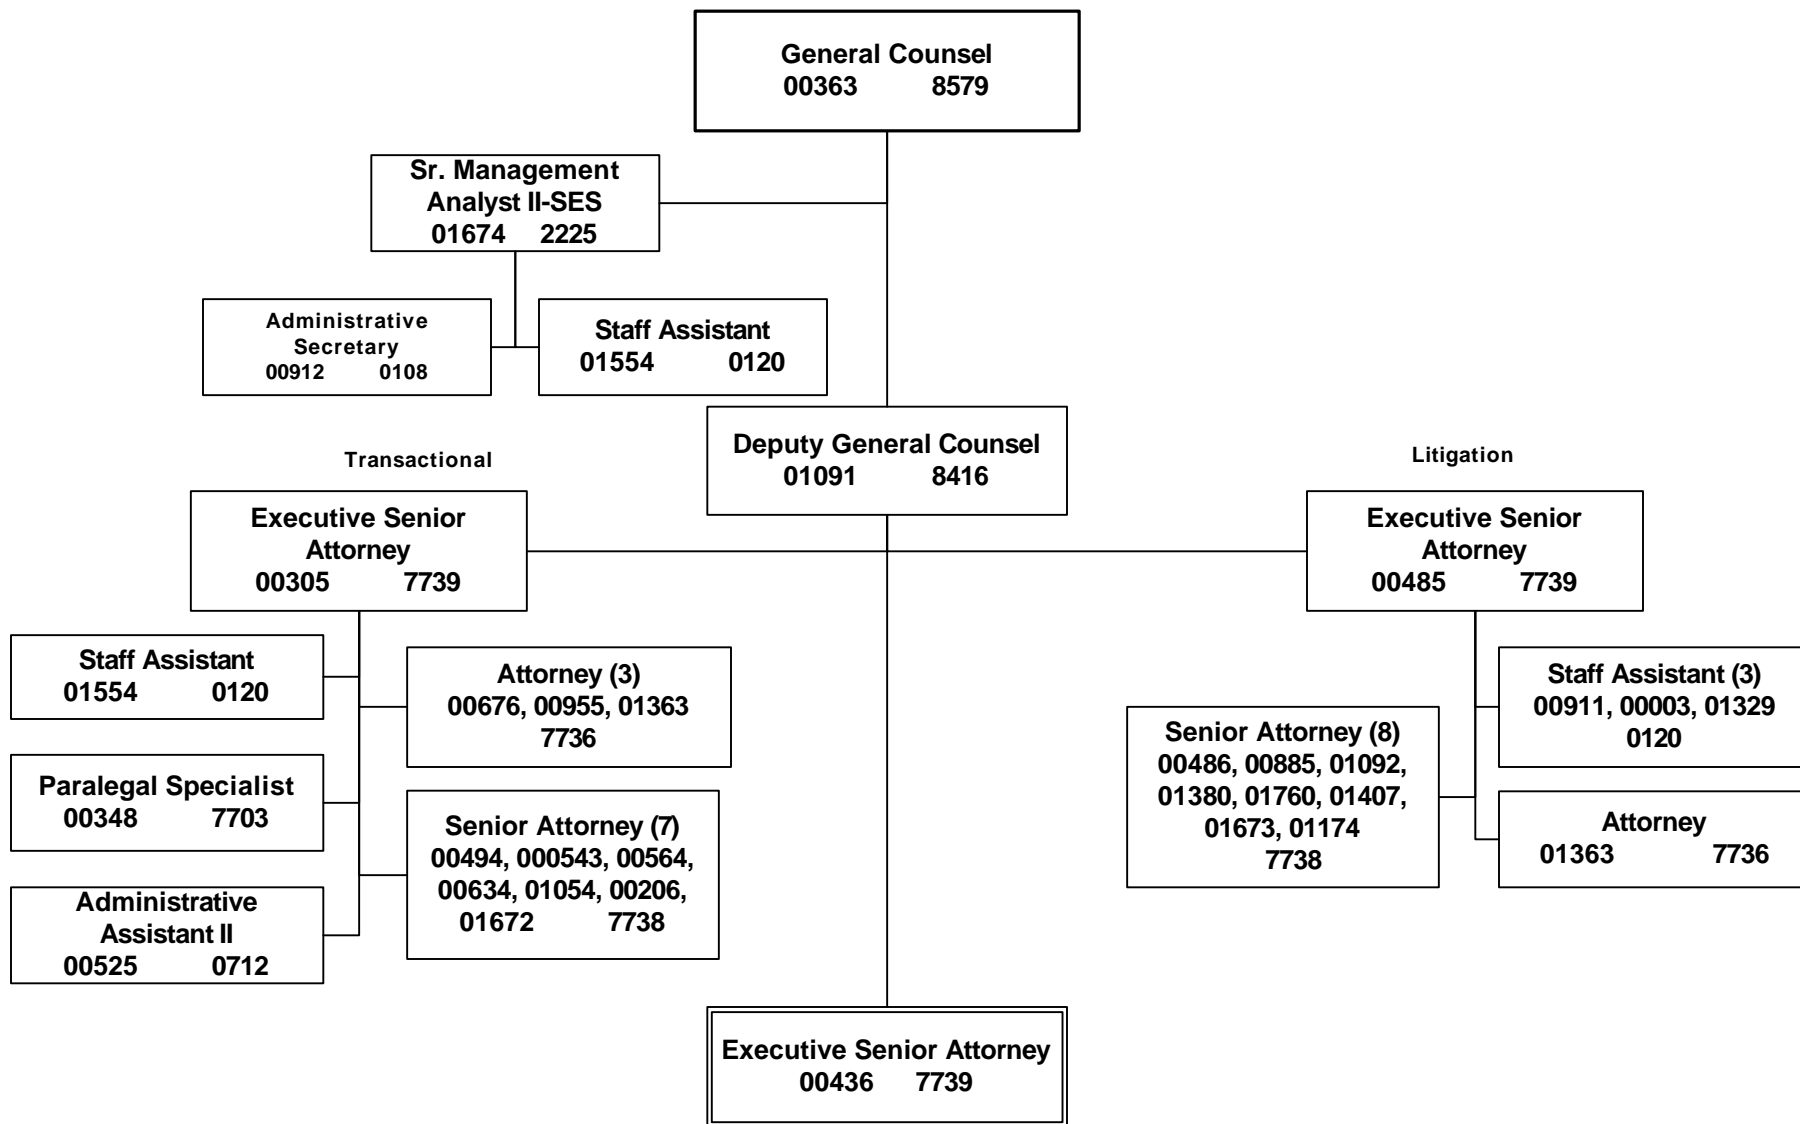 General Counsel
00363 8579
Sr. Management
Analyst II-SES
01674 2225
Administrative
Secretary
00912 0108
Staff Assistant
01554 0120
Deputy General Counsel
01091 8416
Transactional
Litigation
Executive Senior
Attorney
00305 7739
Executive Senior
Attorney
00485 7739
Staff Assistant
01554 0120
Attorney (3)
00676, 00955, 01363
7736
Paralegal Specialist
00348 7703
Senior Attorney (7)
00494, 000543, 00564,
00634, 01054, 00206,
01672 7738
Administrative
Assistant II
00525 0712
Senior Attorney (8)
00486, 00885, 01092,
01380, 01760, 01407,
01673, 01174
7738
Staff Assistant (3)
00911, 00003, 01329
0120
Attorney
01363 7736
Executive Senior Attorney
00436 7739